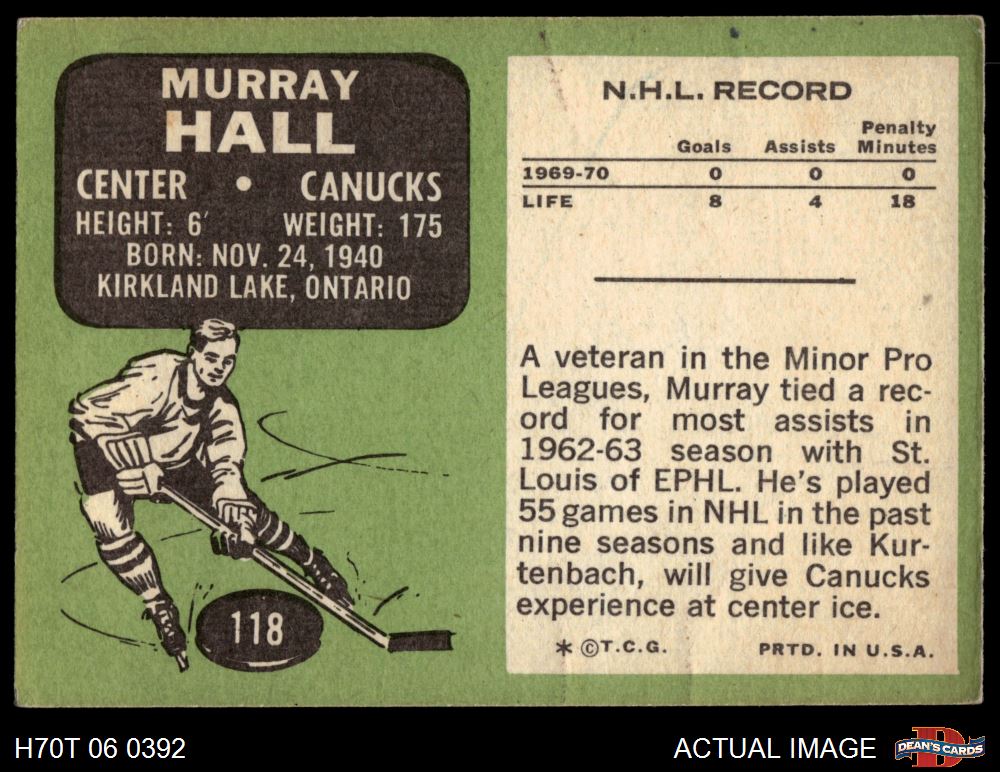 MURRAY
HALL
CENTER • CANUCKS
HEIGHT: 6' WEIGHT: 175
BORN: NOV. 24, 1940
KIRKLAND LAKE, ONTARIO
118
N.H.L. RECORD
Goals Assists Penalty Minutes
1969-70 0 0 0
LIFE 8 4 18
A veteran in the Minor Pro
Leagues, Murray tied a rec-
ord for most assists in
1962-63 season with St.
Louis of EPHL. He's played
55 games in NHL in the past
nine seasons and like Kur-
tenbach, will give Canucks
experience at center ice.
* ©T.C.G. PRTD. IN U.S.A.
H70T 06 0392 ACTUAL IMAGE
D
DEAN'S CARDS